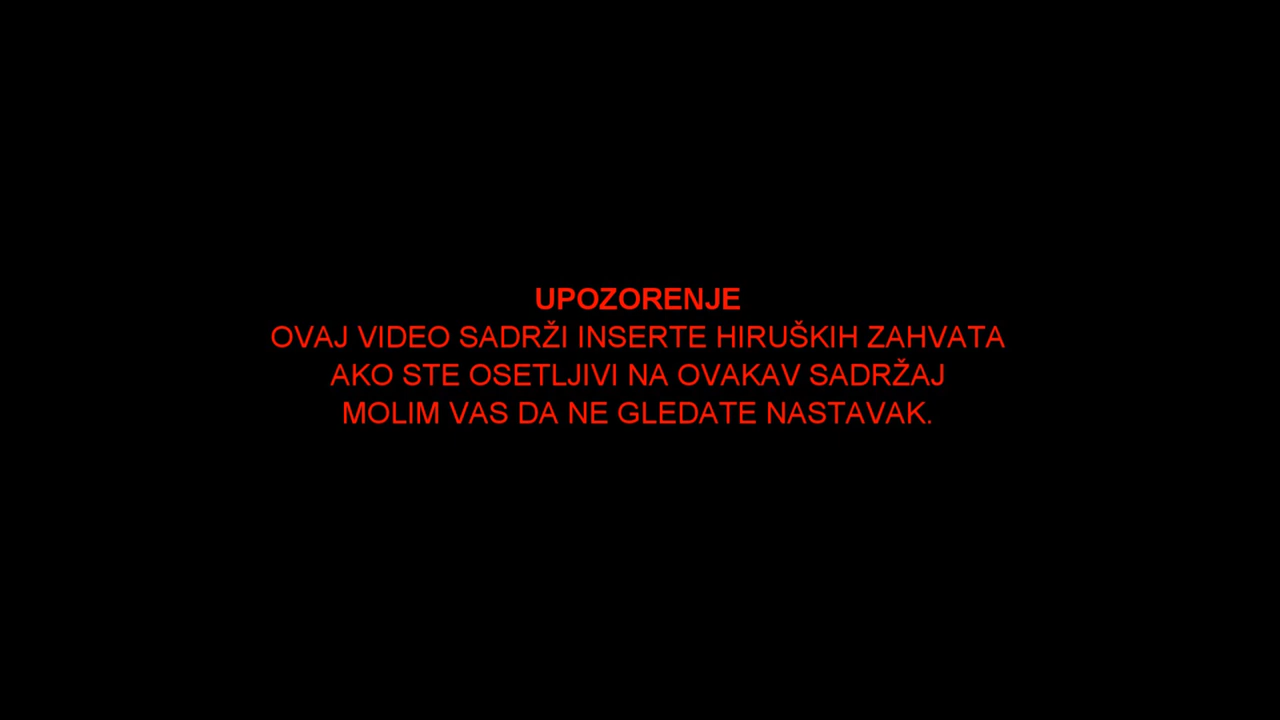 UPOZORENJE
OVAJ VIDEO SADRŽI INSERTE HIRUŠKIH ZAHVATA
AKO STE OSETLJIVI NA OVAKAV SADRŽAJ
MOLIM VAS DA NE GLEDATE NASTAVAK.